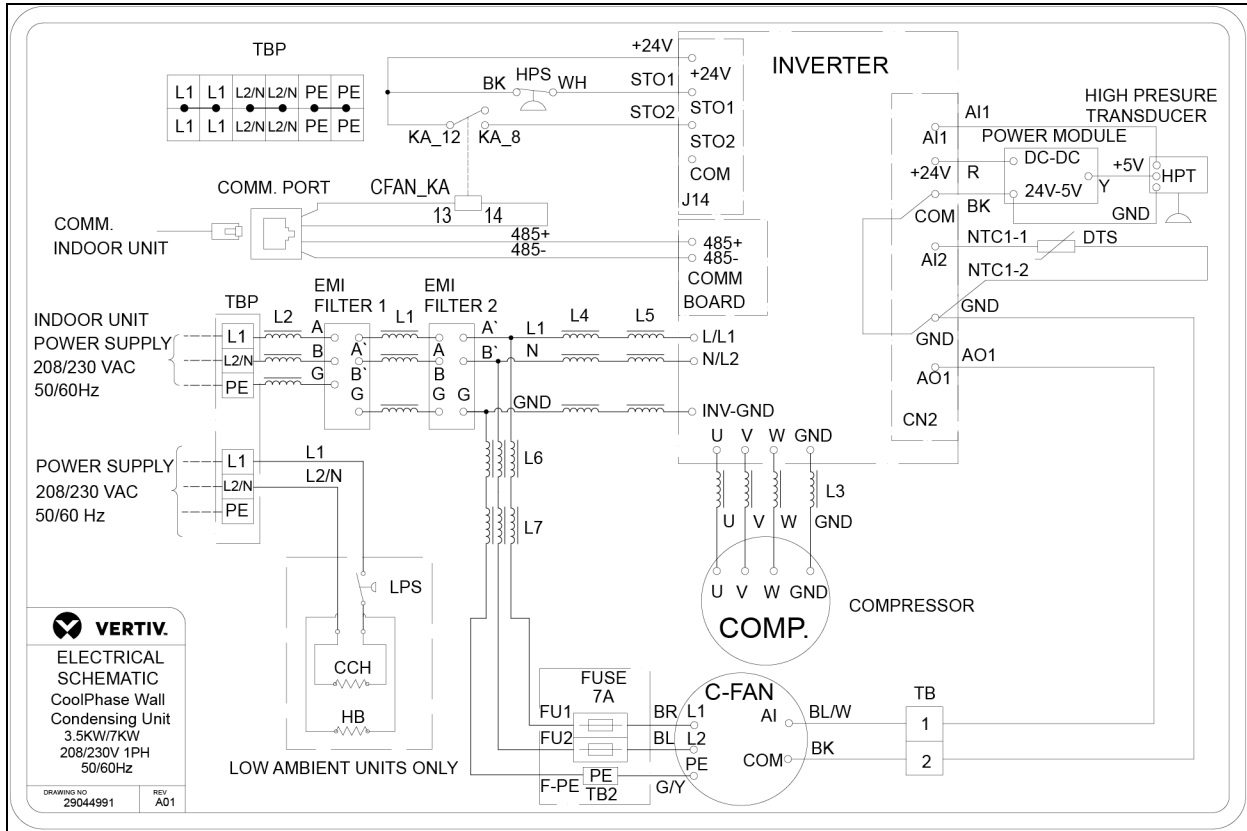 TBP
L1 L1 L2/N L2/N PE PE
L1 L1 L2/N L2/N PE PE
+24V
BK HPS WH
STO1
STO2
KA_12 KA_8
+24V
STO1
STO2
COM
J14
INVERTER
COMM. PORT
CFAN_KA
13 14
COMM.
INDOOR UNIT
485+
485-
485+
485-
COMM
BOARD
AI1
+24V
COM
AI2
GND
AO1
CN2
AI1
R
BK
NTC1-1
NTC1-2
GND
AO1
HIGH PRESURE
TRANSDUCER
POWER MODULE
DC-DC
24V-5V
Y
+5V
GND
HPT
DTS
INDOOR UNIT
POWER SUPPLY
208/230 VAC
50/60Hz
TBP
L1
L2/N
PE
L2
EMI
FILTER 1
A
B
G
A`
B`
G
L1
EMI
FILTER 2
A
B
G
A`
B`
G
L1
N
GND
L4
L5
L/L1
N/L2
INV-GND
POWER SUPPLY
208/230 VAC
50/60 Hz
L1
L2/N
PE
L1
L2/N
L6
L7
U V W GND
L3
U V W GND
U V W GND
COMP.
COMPRESSOR
LPS
CCH
HB
LOW AMBIENT UNITS ONLY
FUSE
7A
FU1
FU2
F-PE
PE
TB2
BR
BL
G/Y
C-FAN
L1
L2
PE
AI
COM
BL/W
BK
TB
1
2
VERTIV.
ELECTRICAL
SCHEMATIC
CoolPhase Wall
Condensing Unit
3.5KW/7KW
208/230V 1PH
50/60Hz
DRAWING NO
29044991
REV
A01